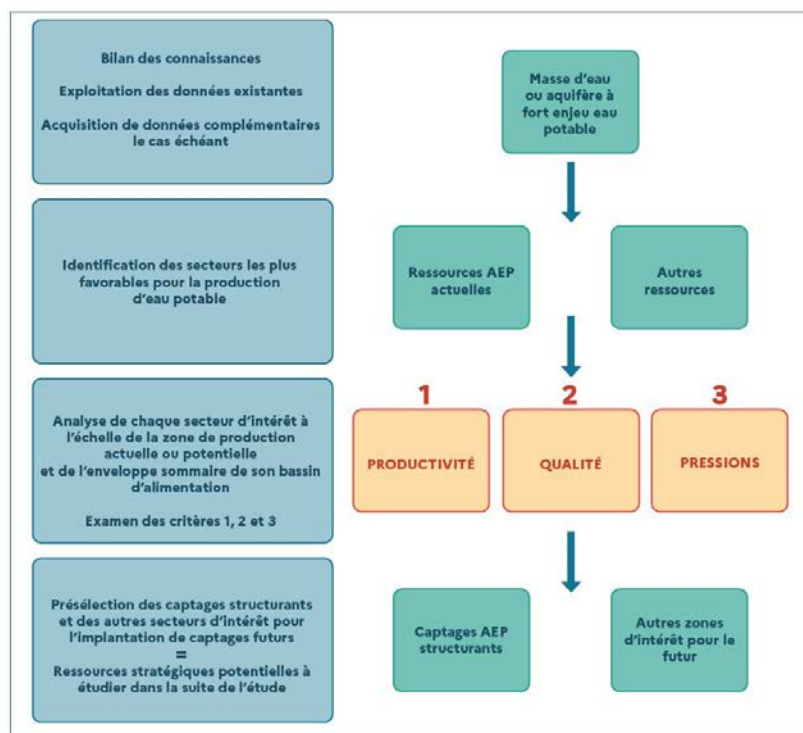 Bilan des connaissances
Exploitation des données existantes
Acquisition de données complémentaires
le cas échéant
Masse d'eau
ou aquifère à
fort enjeu eau
potable
Identification des secteurs les plus
favorables pour la production
d'eau potable
Ressources AEP
actuelles
Autres
ressources
Analyse de chaque secteur d'intérêt à
l'échelle de la zone de production
actuelle ou potentielle
et de l'enveloppe sommaire de son bassin
d'alimentation
Examen des critères 1, 2 et 3
1
PRODUCTIVITÉ
2
QUALITÉ
3
PRESSIONS
Présélection des captages structurants
et des autres secteurs d'intérêt pour
l'implantation de captages futurs
=
Ressources stratégiques potentielles à
étudier dans la suite de l'étude
Captages AEP
structurants
Autres zones
d'intérêt pour le
futur